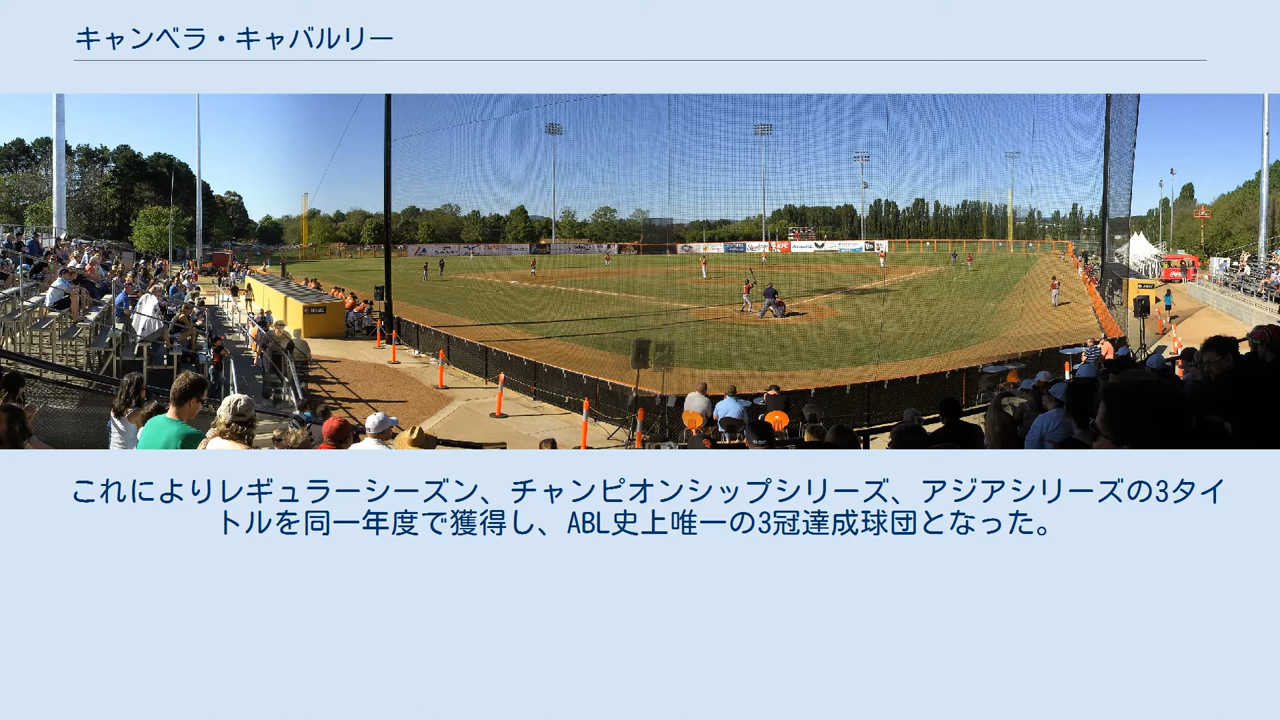 キャンベラ・キャバルリー
これによりレギュラーシーズン、チャンピオンシップシリーズ、アジアシリーズの3タイ
トルを同一年度で獲得し、ABL史上唯一の3冠達成球団となった。